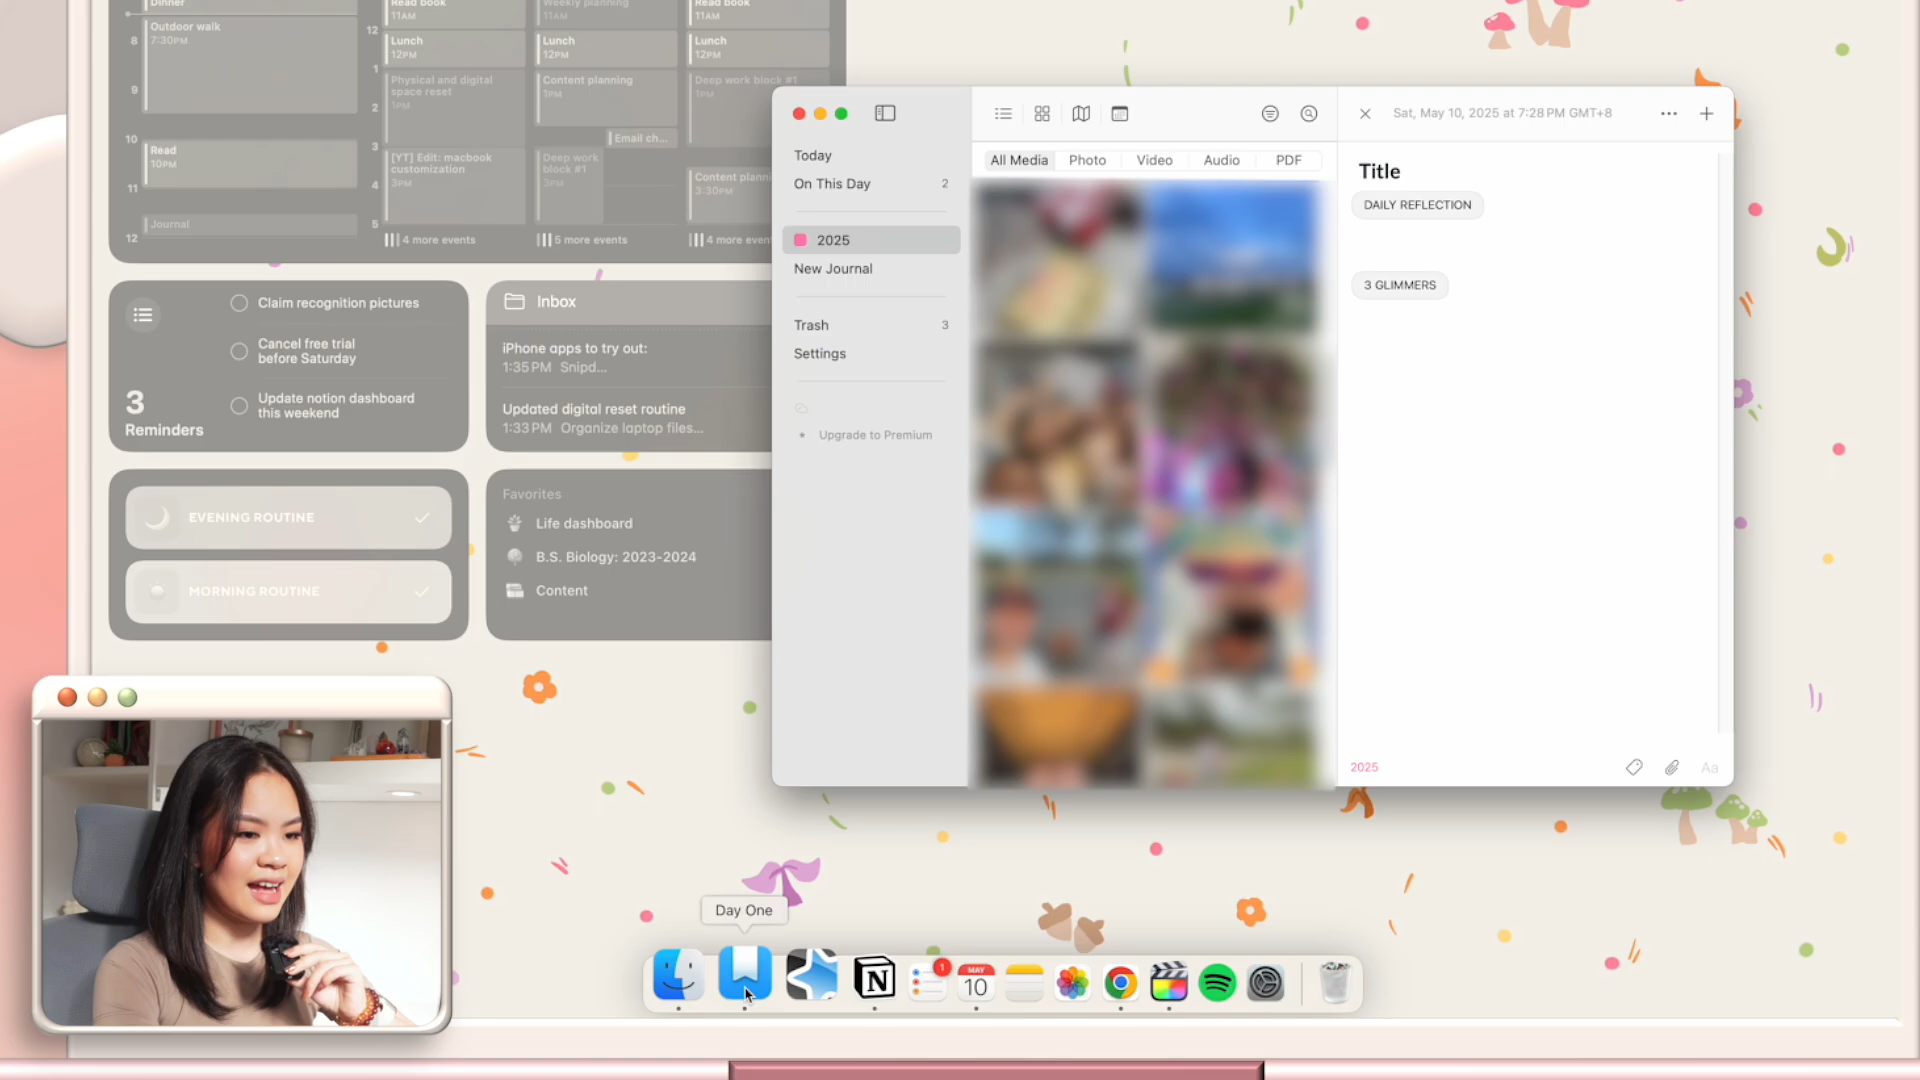 Dinner
Outdoor walk
7:30PM
8
9
10
11
12
Read
10PM
Journal
12
1
2
3
4
5
Read book
11AM
Lunch
12PM
Physical and digital
space reset
1PM
[YT] Edit: macbook
customization
3PM
4 more events
Weekly planning
11AM
Lunch
12PM
Content planning
1PM
Email ch...
Deep work
block #1
3PM
5 more events
Read book
11AM
Lunch
12PM
Deep work block #1
1PM
3:30PM
3
Reminders
Claim recognition pictures
Cancel free trial
before Saturday
Update notion dashboard
this weekend
Inbox
iPhone apps to try out:
1:35 PM Snipd...
Updated digital reset routine
1:33 PM Organize laptop files...
EVENING ROUTINE
MORNING ROUTINE
Favorites
Life dashboard
B.S. Biology: 2023-2024
Content
Today
On This Day 2
2025
New Journal
Trash 3
Settings
Upgrade to Premium
All Media Photo Video Audio PDF
Sat, May 10, 2025 at 7:28 PM GMT+8
Title
DAILY REFLECTION
3 GLIMMERS
2025
Aa
Day One
N
1
MAY
10